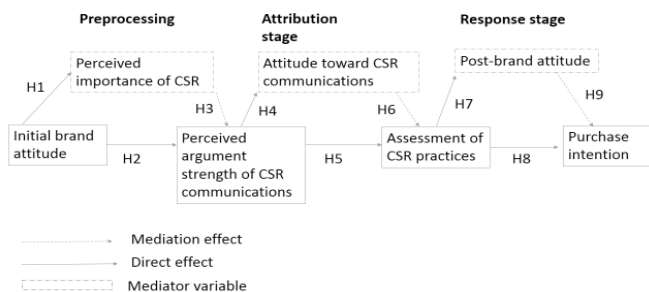 Preprocessing
Attribution
stage
Response stage
Perceived
importance of CSR
Attitude toward CSR
communications
Post-brand attitude
H1
H3
H4
H6
H7
H9
Initial brand
attitude
H2
Perceived
argument
strength of CSR
communications
H5
Assessment of
CSR practices
H8
Purchase
intention
Mediation effect
Direct effect
Mediator variable